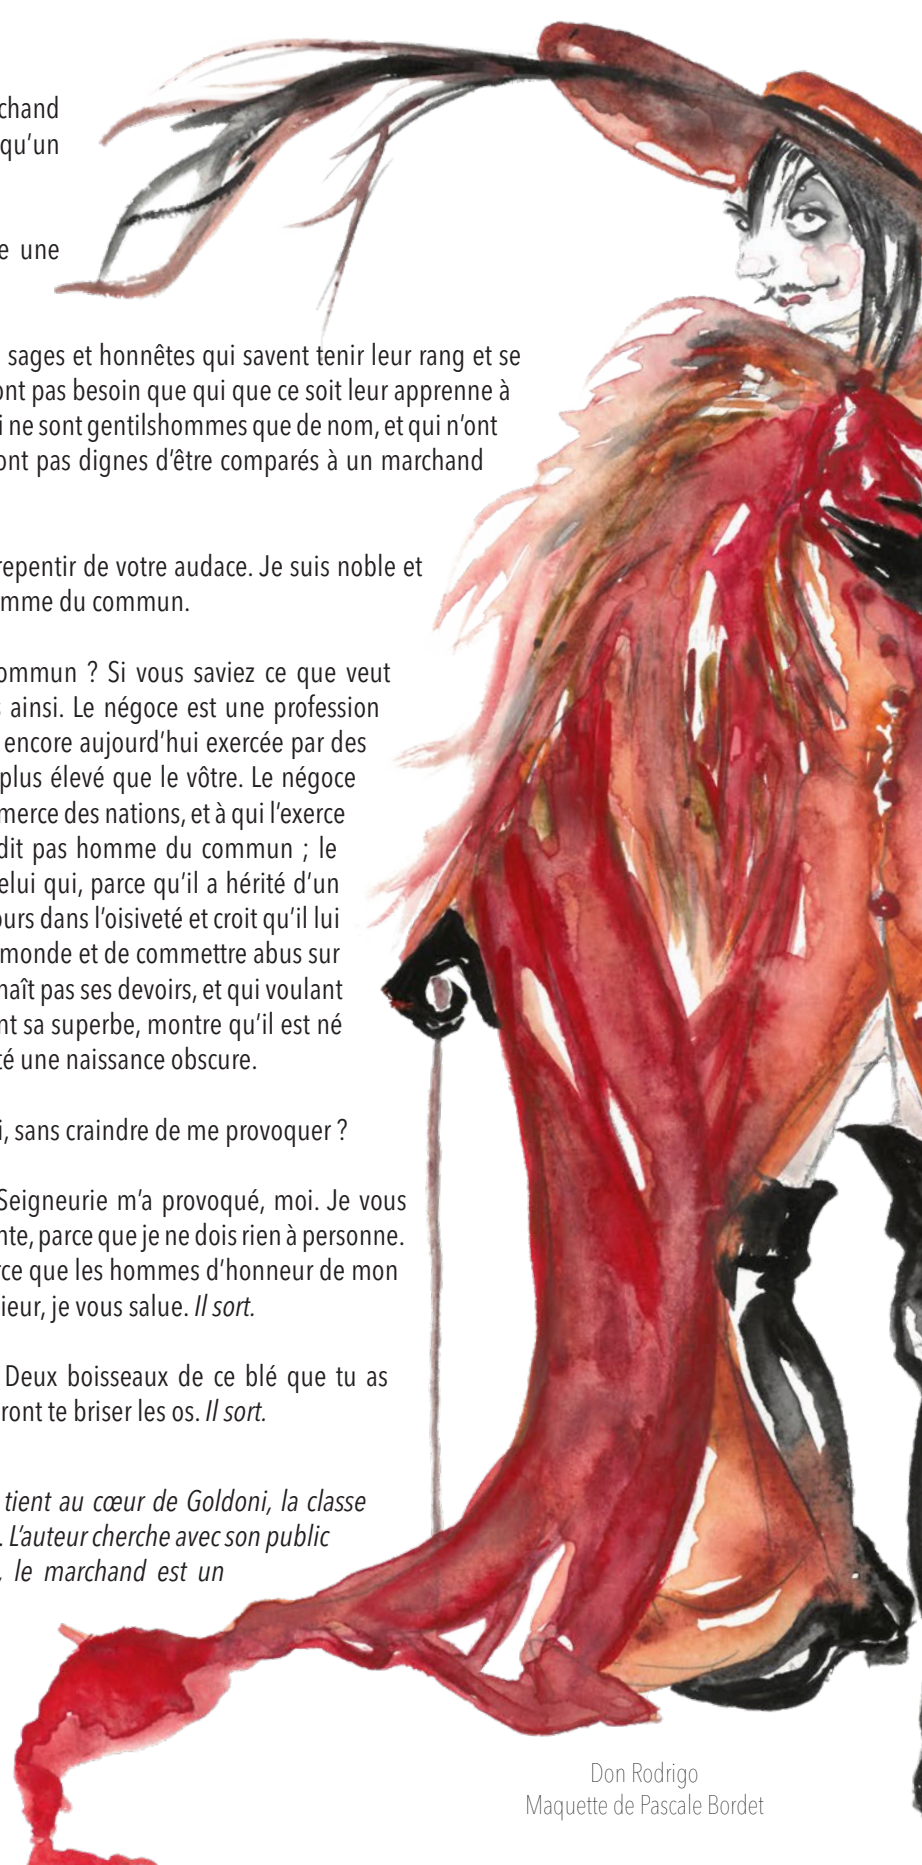 chand
qu'un
e une
sages et honnêtes qui savent tenir leur rang et se
ont pas besoin que qui que ce soit leur apprenne à
i ne sont gentilshommes que de nom, et qui n'ont
ont pas dignes d'être comparés à un marchand
repentir de votre audace. Je suis noble et
mme du commun.
ommun ? Si vous saviez ce que veut
ainsi. Le négoce est une profession
encore aujourd'hui exercée par des
plus élevé que le vôtre. Le négoce
merce des nations, et à qui l'exerce
dit pas homme du commun ; le
elui qui, parce qu'il a hérité d'un
ours dans l'oisiveté et croit qu'il lui
monde et de commettre abus sur
naît pas ses devoirs, et qui voulant
nt sa superbe, montre qu'il est né
té une naissance obscure.
i, sans craindre de me provoquer ?
Seigneurie m'a provoqué, moi. Je vous
nte, parce que je ne dois rien à personne.
rce que les hommes d'honneur de mon
ieur, je vous salue. Il sort.
Deux boisseaux de ce blé que tu as
ront te briser les os. Il sort.
tient au cœur de Goldoni, la classe
. L'auteur cherche avec son public
, le marchand est un
Don Rodrigo
Maquette de Pascale Bordet